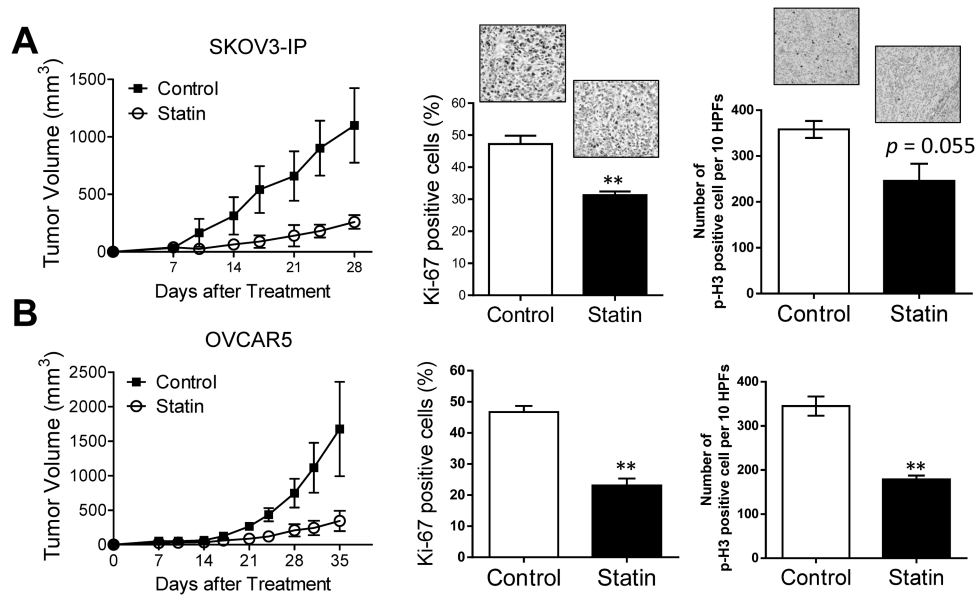 A
SKOV3-IP
Tumor Volume (mm3)
1500
1000
500
0
Control
Statin
7 14 21 28
Days after Treatment
Ki-67 positive cells (%)
60
50
40
30
20
10
0
**
Control Statin
Number of
p-H3 positive cell per 10 HPFs
400
300
200
100
0
p = 0.055
Control Statin
B
OVCAR5
Tumor Volume (mm3)
2500
2000
1500
1000
500
0
Control
Statin
0 7 14 21 28 35
Days after Treatment
Ki-67 positive cells (%)
60
50
40
30
20
10
0
**
Control Statin
Number of
p-H3 positive cell per 10 HPFs
400
300
200
100
0
**
Control Statin